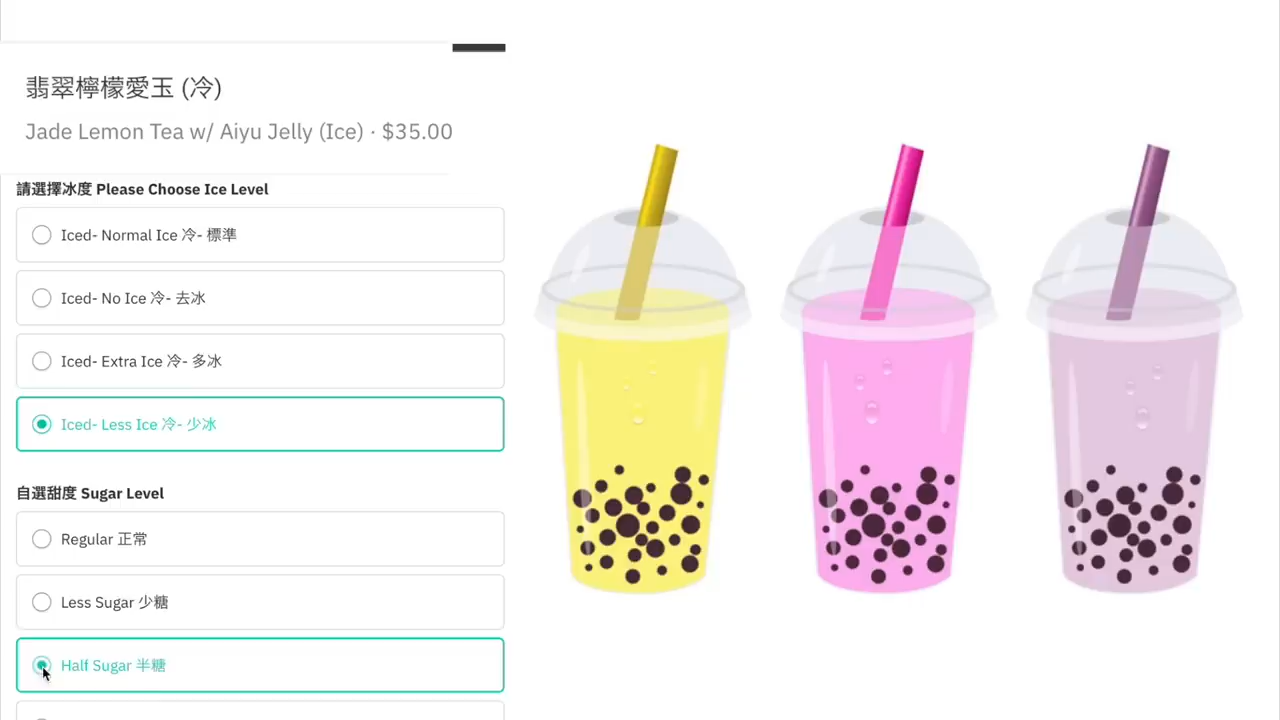 翡翠檸檬愛玉 (冷)
Jade Lemon Tea w/ Aiyu Jelly (Ice) · $35.00
請選擇冰度 Please Choose Ice Level
Iced- Normal Ice 冷- 標準
Iced- No Ice 冷- 去冰
Iced- Extra Ice 冷- 多冰
Iced- Less Ice 冷- 少冰
自選甜度 Sugar Level
Regular 正常
Less Sugar 少糖
Half Sugar 半糖